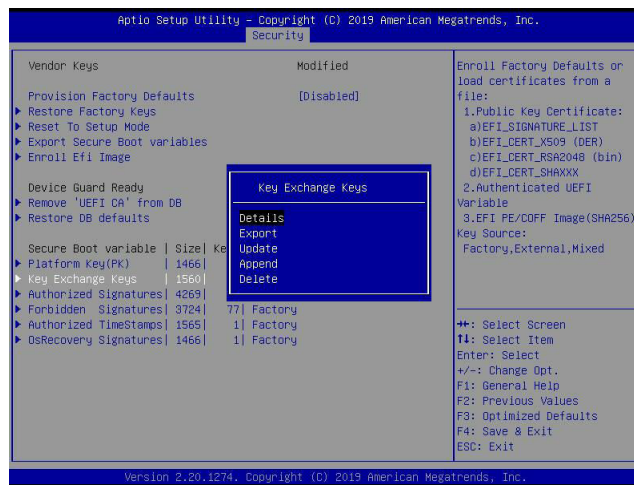 Aptio Setup Utility – Copyright (C) 2019 American Megatrends, Inc.
Security
Vendor Keys Modified
Provision Factory Defaults [Disabled]
Restore Factory Keys
Reset To Setup Mode
Export Secure Boot variables
Enroll Efi Image
Device Guard Ready
Remove 'UEFI CA' from DB
Restore DB defaults
Secure Boot variable | Size| Ke
Platform Key(PK) | 1466|
Key Exchange Keys | 1560|
Authorized Signatures| 4269|
Forbidden Signatures| 3724| 77| Factory
Authorized TimeStamps| 1565| 1| Factory
OsRecovery Signatures| 1466| 1| Factory
Key Exchange Keys
Details
Export
Update
Append
Delete
Enroll Factory Defaults or
load certificates from a
file:
1.Public Key Certificate:
a)EFI_SIGNATURE_LIST
b)EFI_CERT_X509 (DER)
c)EFI_CERT_RSA2048 (bin)
d)EFI_CERT_SHAXXX
2.Authenticated UEFI
Variable
3.EFI PE/COFF Image(SHA256)
Key Source:
Factory,External,Mixed
→←: Select Screen
↑↓: Select Item
Enter: Select
+/-: Change Opt.
F1: General Help
F2: Previous Values
F3: Optimized Defaults
F4: Save & Exit
ESC: Exit
Version 2.20.1274. Copyright (C) 2019 American Megatrends, Inc.